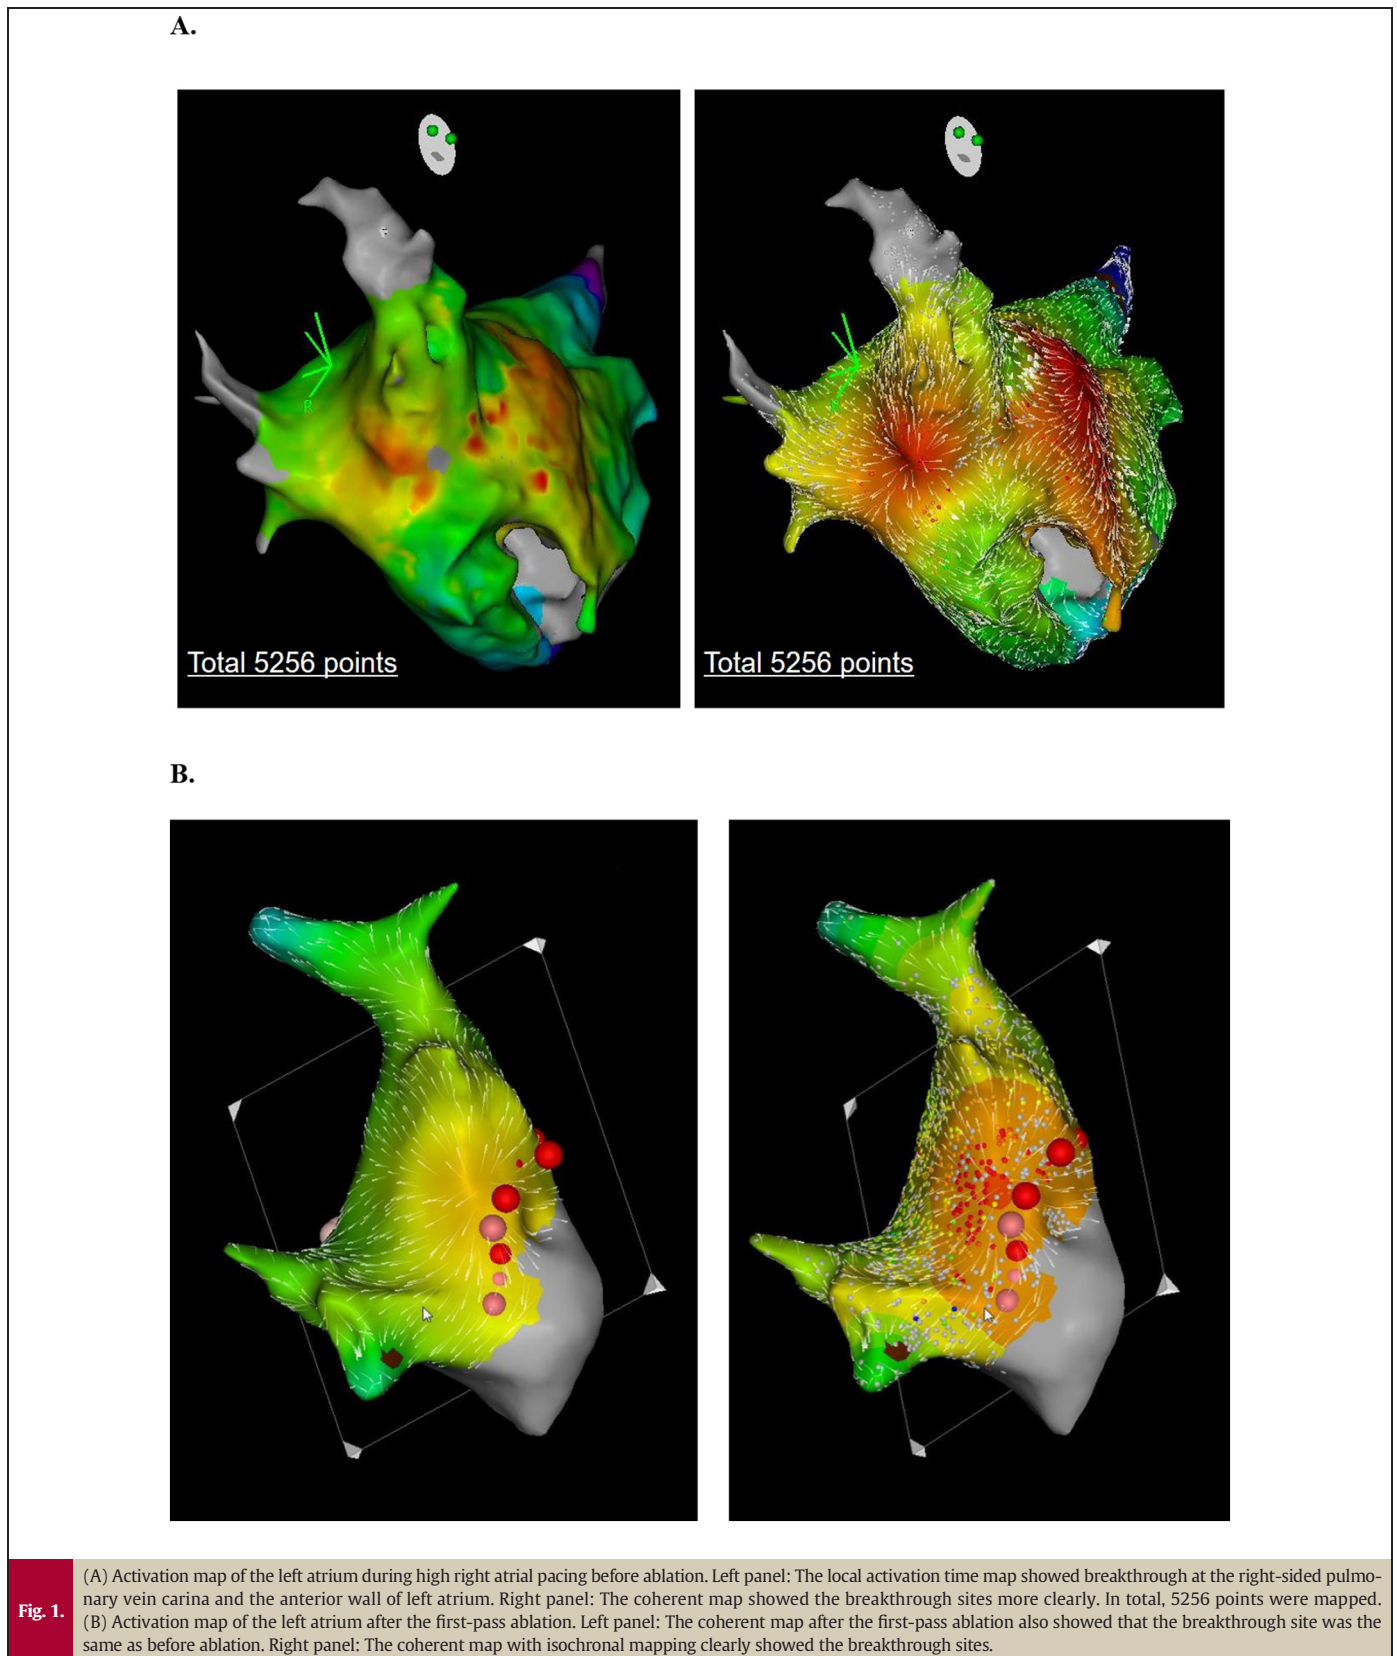 A.
R
Total 5256 points
Total 5256 points
B.
Fig. 1.
(A) Activation map of the left atrium during high right atrial pacing before ablation. Left panel: The local activation time map showed breakthrough at the right-sided pulmo-
nary vein carina and the anterior wall of left atrium. Right panel: The coherent map showed the breakthrough sites more clearly. In total, 5256 points were mapped.
(B) Activation map of the left atrium after the first-pass ablation. Left panel: The coherent map after the first-pass ablation also showed that the breakthrough site was the
same as before ablation. Right panel: The coherent map with isochronal mapping clearly showed the breakthrough sites.